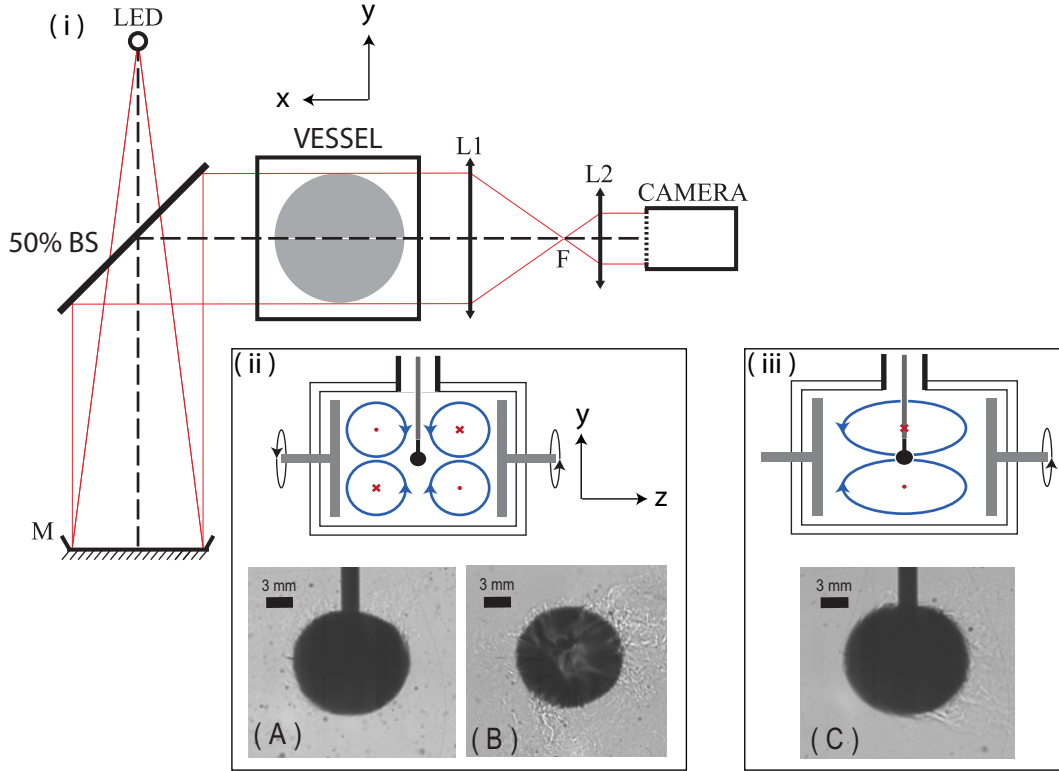 ( i )
LED
y
x
VESSEL
L1
L2
CAMERA
50% BS
F
M
( ii )
y
z
3 mm
( A )
3 mm
( B )
( iii )
3 mm
( C )